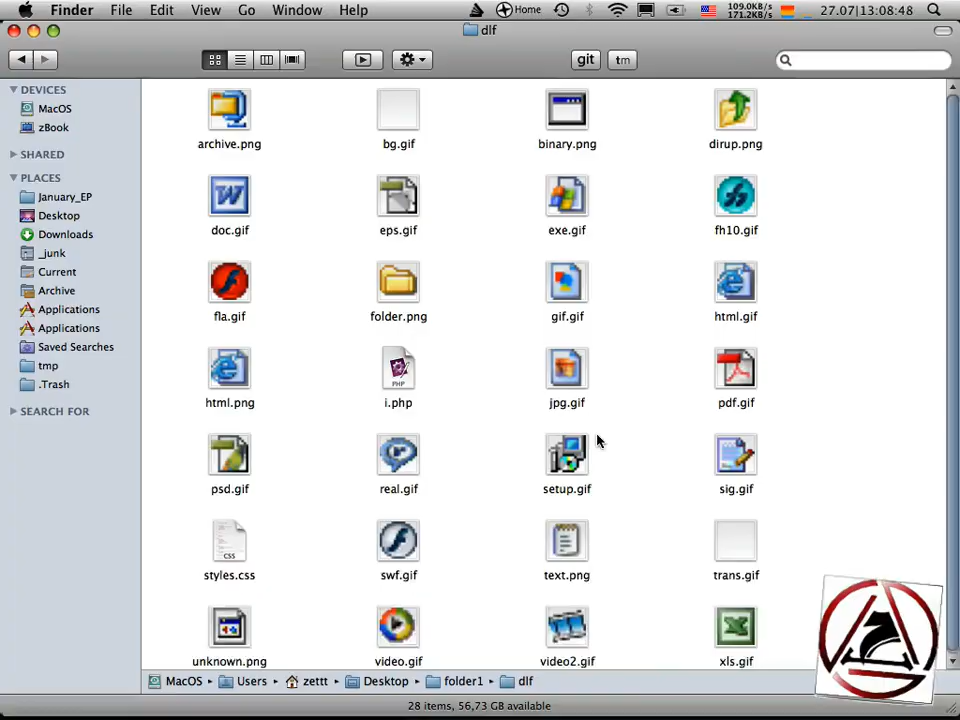 Finder File Edit View Go Window Help Home 109.0KB/s 171.2KB/s 27.07|13:08:48
dlf
git tm
DEVICES
MacOS
zBook
SHARED
PLACES
January_EP
Desktop
Downloads
_junk
Current
Archive
Applications
Applications
Saved Searches
tmp
.Trash
SEARCH FOR
archive.png bg.gif binary.png dirup.png
doc.gif eps.gif exe.gif fh10.gif
fla.gif folder.png gif.gif html.gif
PHP
html.png i.php jpg.gif pdf.gif
psd.gif real.gif setup.gif sig.gif
CSS
styles.css swf.gif text.png trans.gif
unknown.png video.gif video2.gif xls.gif
MacOS Users zettt Desktop folder1 dlf
28 items, 56,73 GB available